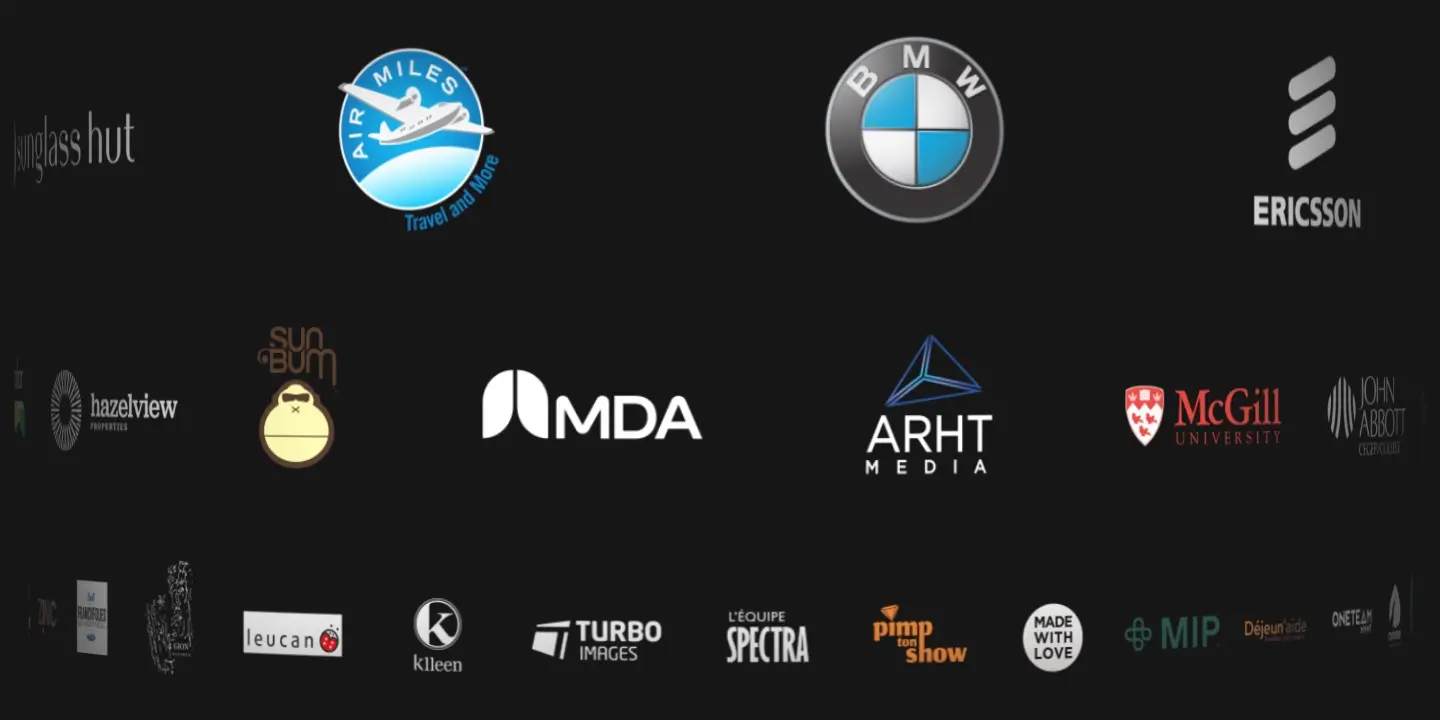 sunglass hut
AIR MILES
Travel and More
BMW
ERICSSON
hazelview
PROPERTIES
SUN
BUM
MDA
ARHT
MEDIA
McGill
UNIVERSITY
JOHN
ABBOTT
leucan
k
klleen
TURBO
IMAGES
L'ÉQUIPE
SPECTRA
pimp
ton
show
MADE
WITH
LOVE
MIP
Déjeun'aide
ONETEAM